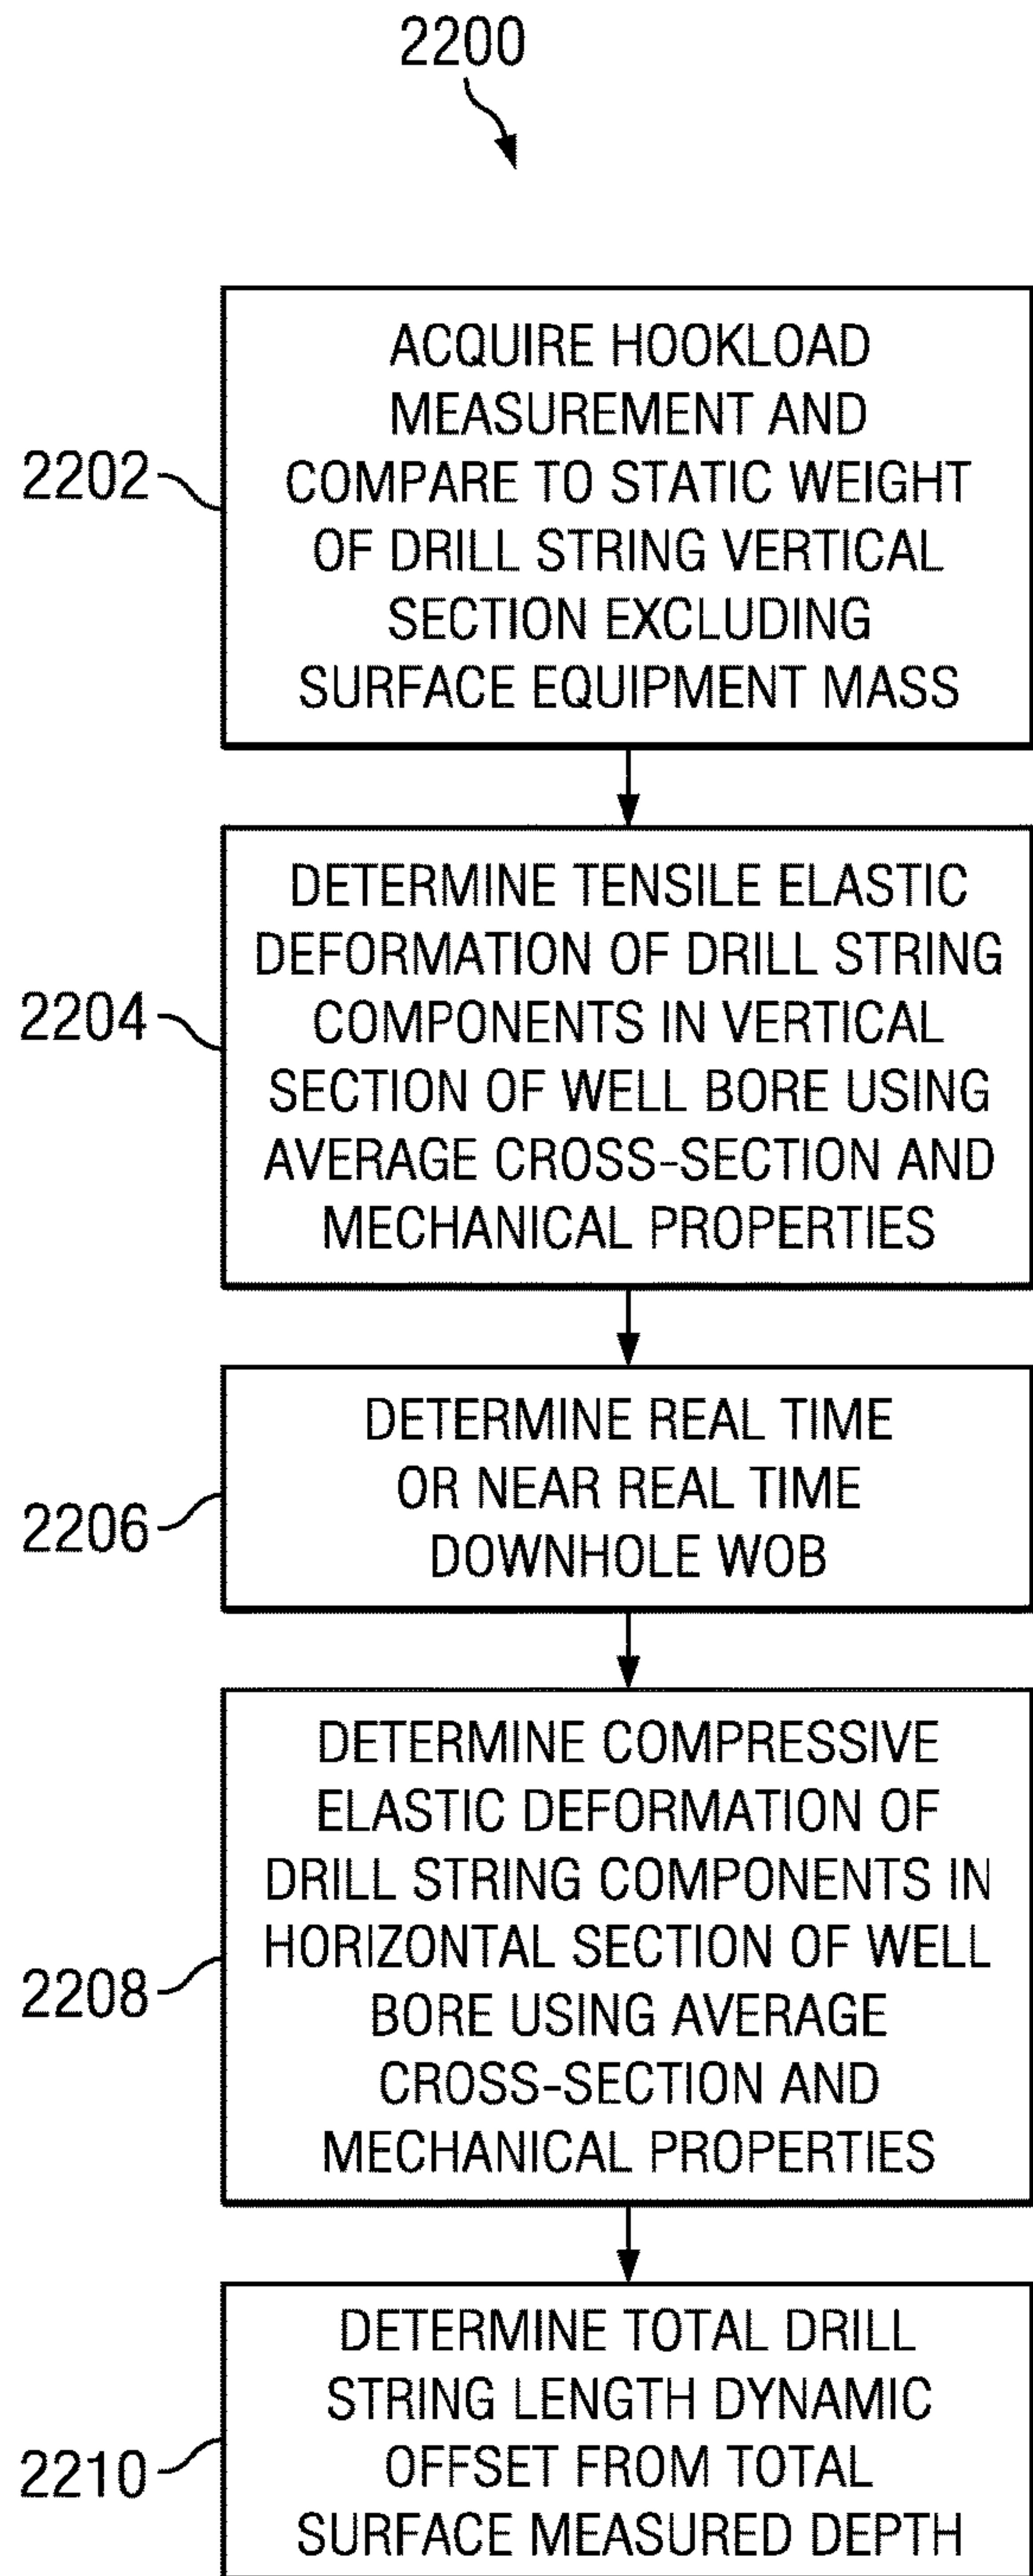 2200
2202
ACQUIRE HOOKLOAD
MEASUREMENT AND
COMPARE TO STATIC WEIGHT
OF DRILL STRING VERTICAL
SECTION EXCLUDING
SURFACE EQUIPMENT MASS
2204
DETERMINE TENSILE ELASTIC
DEFORMATION OF DRILL STRING
COMPONENTS IN VERTICAL
SECTION OF WELL BORE USING
AVERAGE CROSS-SECTION AND
MECHANICAL PROPERTIES
2206
DETERMINE REAL TIME
OR NEAR REAL TIME
DOWNHOLE WOB
2208
DETERMINE COMPRESSIVE
ELASTIC DEFORMATION OF
DRILL STRING COMPONENTS IN
HORIZONTAL SECTION OF WELL
BORE USING AVERAGE
CROSS-SECTION AND
MECHANICAL PROPERTIES
2210
DETERMINE TOTAL DRILL
STRING LENGTH DYNAMIC
OFFSET FROM TOTAL
SURFACE MEASURED DEPTH